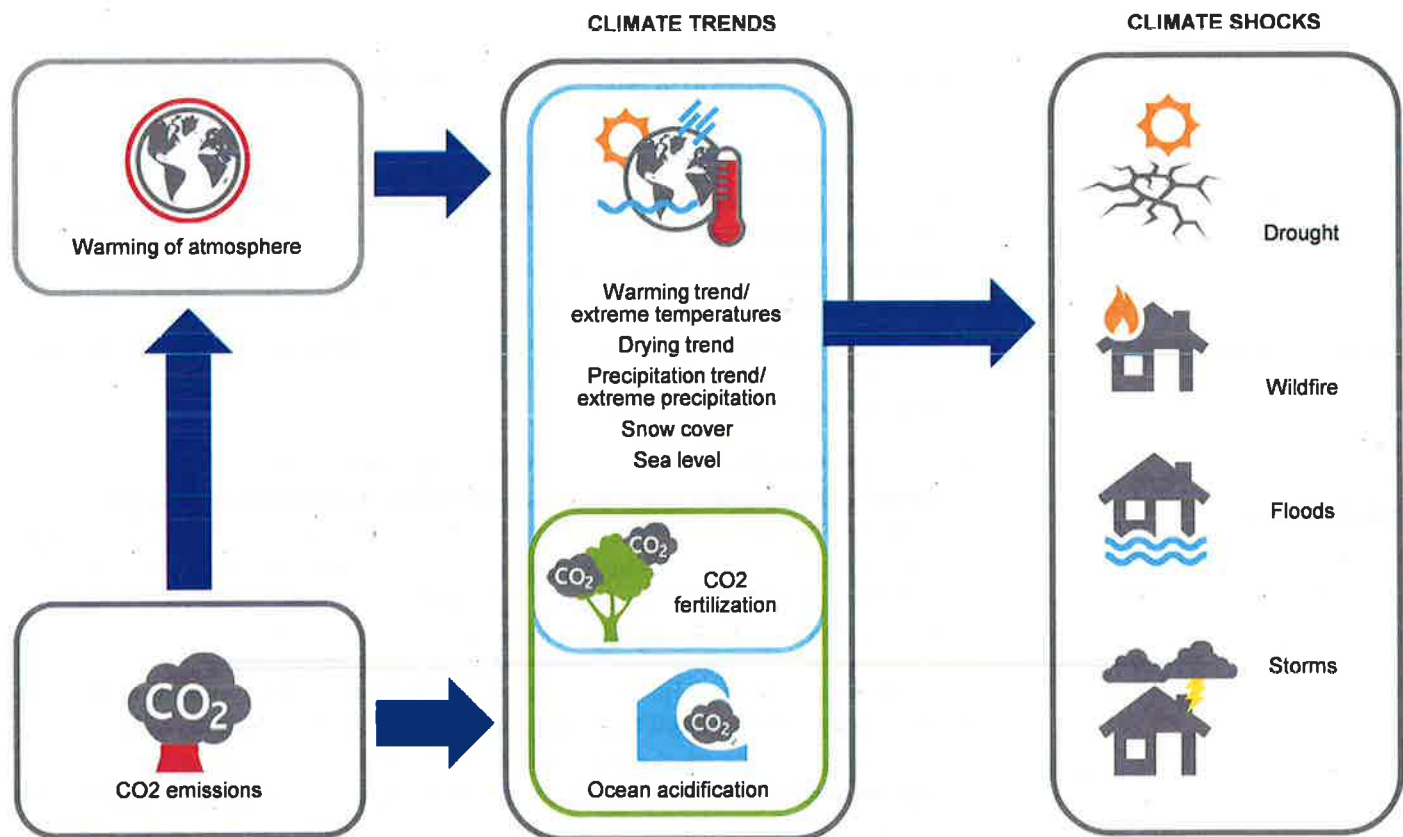 CLIMATE TRENDS
CLIMATE SHOCKS
Warming of atmosphere
Warming trend/
extreme temperatures
Drying trend
Precipitation trend/
extreme precipitation
Snow cover
Sea level
CO2
CO2
CO2
fertilization
CO2
Ocean acidification
CO2
CO2 emissions
Drought
Wildfire
Floods
Storms